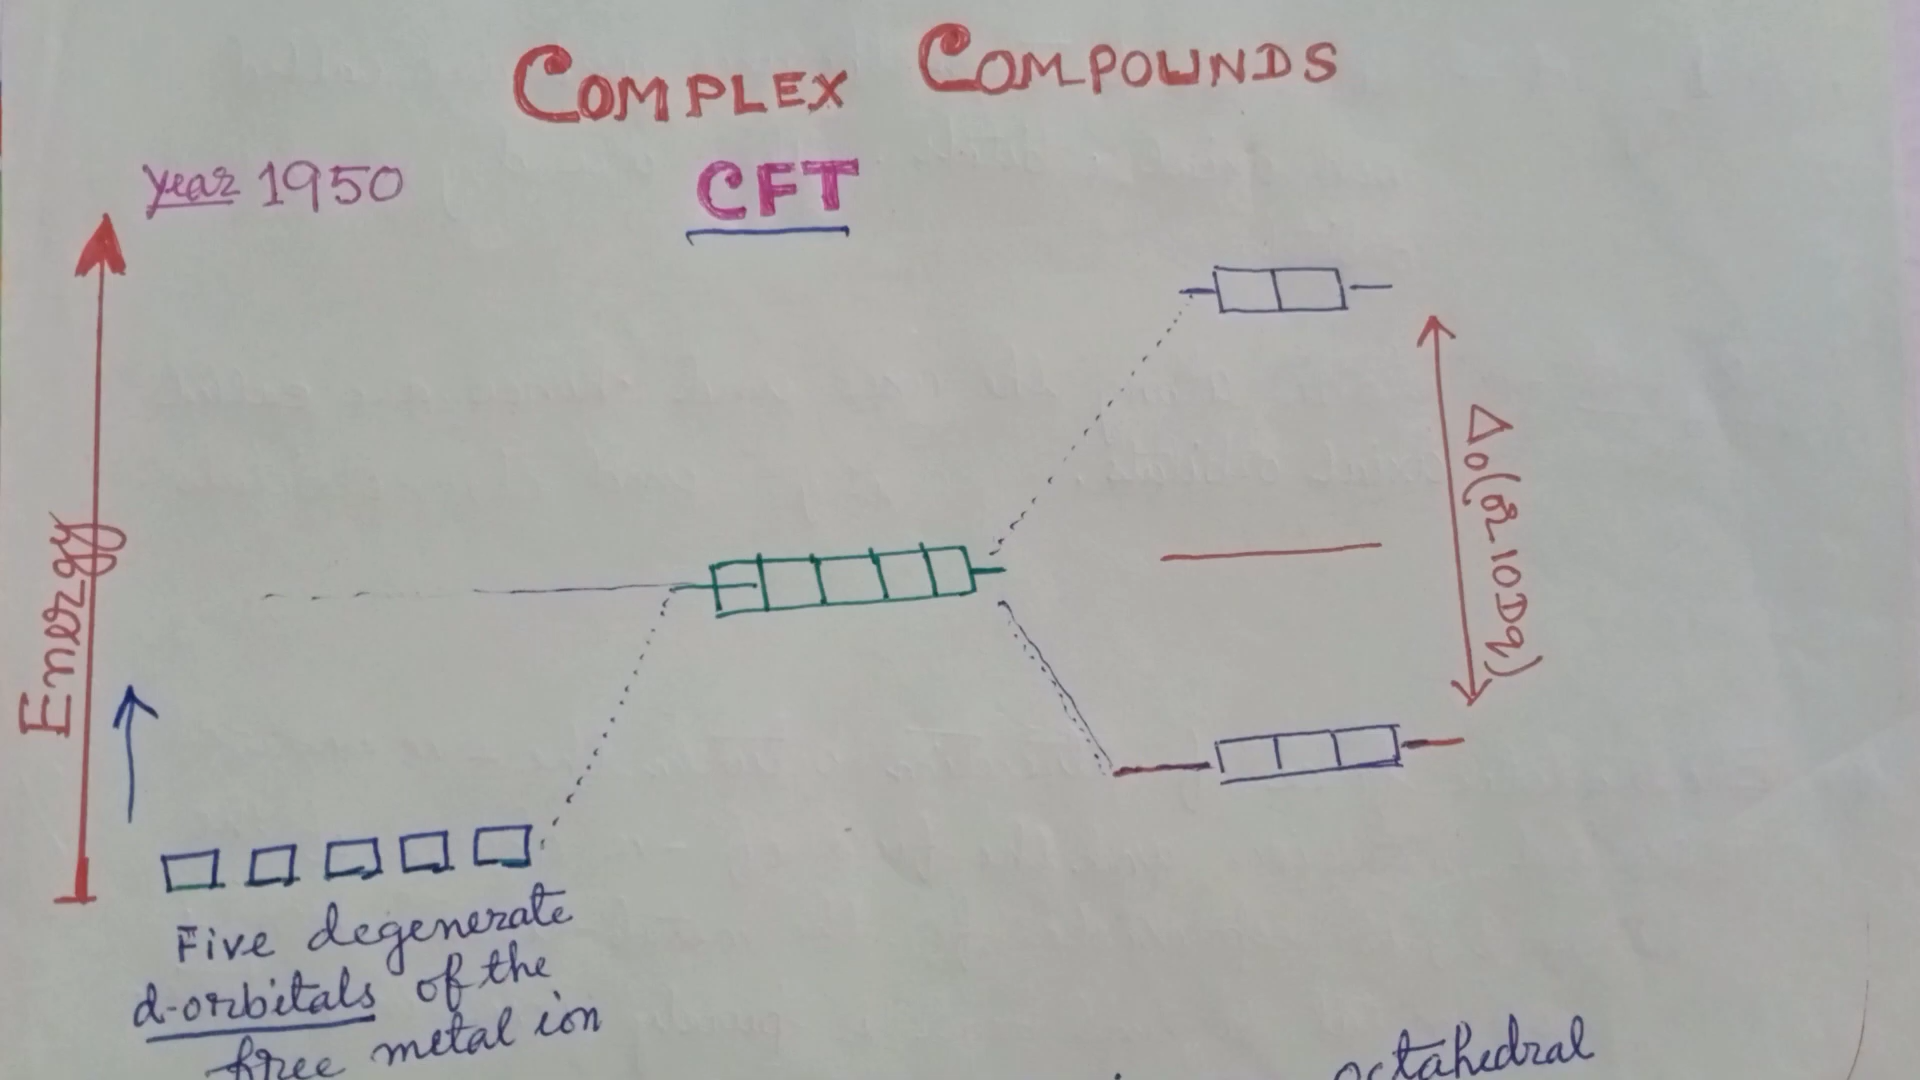 COMPLEX COMPOUNDS
year 1950
CFT
Energy
Δo (or 10Dq)
Five degenerate
d-orbitals of the
free metal ion
octahedral